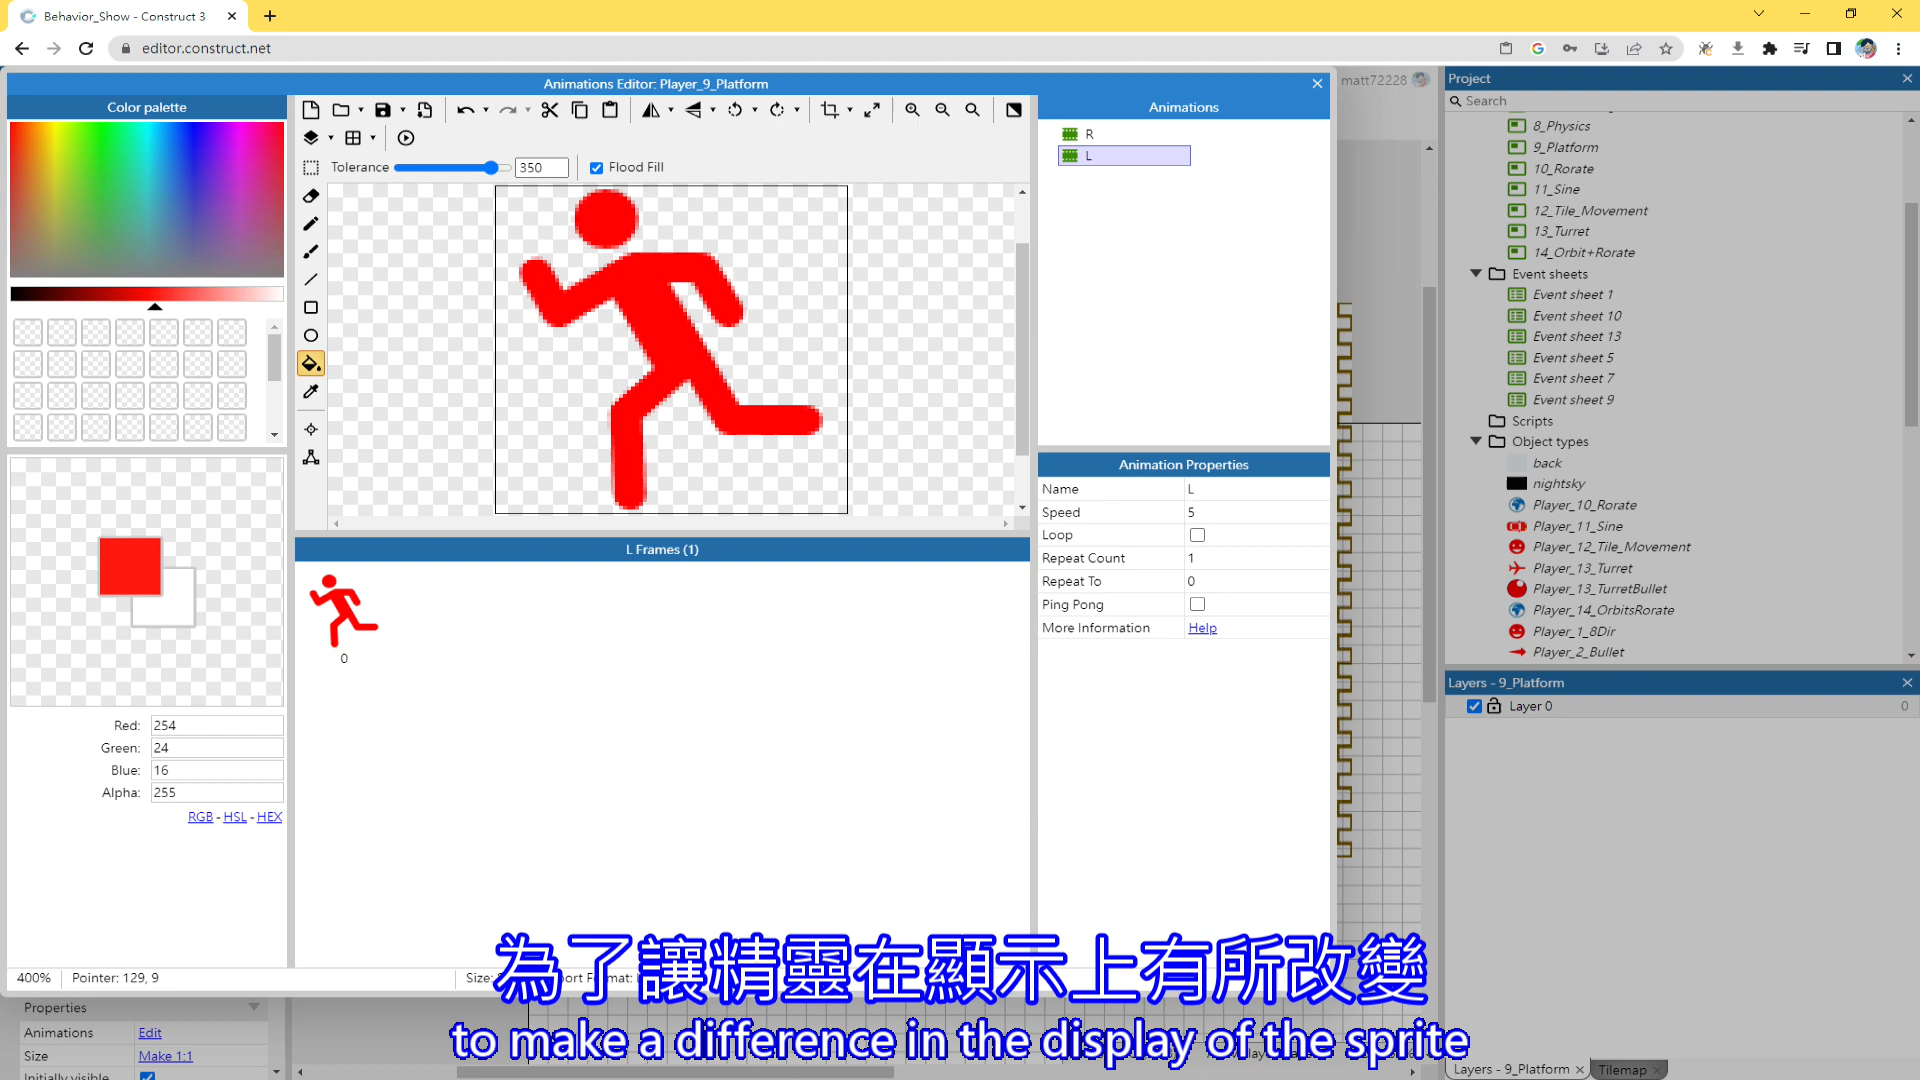 Behavior_Show - Construct 3
editor.construct.net
Animations Editor: Player_9_Platform
matt72228
Project
Color palette
Animations
Search
R
L
Tolerance 350 Flood Fill
8_Physics
9_Platform
10_Rorate
11_Sine
12_Tile_Movement
13_Turret
14_Orbit+Rorate
Event sheets
Event sheet 1
Event sheet 10
Event sheet 13
Event sheet 5
Event sheet 7
Event sheet 9
Scripts
Object types
back
nightsky
Player_10_Rorate
Player_11_Sine
Player_12_Tile_Movement
Player_13_Turret
Player_13_TurretBullet
Player_14_OrbitsRorate
Player_1_8Dir
Player_2_Bullet
Animation Properties
Name L
Speed 5
Loop
Repeat Count 1
Repeat To 0
Ping Pong
More Information Help
L Frames (1)
0
Layers - 9_Platform
Layer 0 0
Red: 254
Green: 24
Blue: 16
Alpha: 255
RGB - HSL - HEX
400% Pointer: 129, 9
Properties
Animations Edit
Size Make 1:1
Initially visible
為了讓精靈在顯示上有所改變
to make a difference in the display of the sprite
Layers - 9_Platform Tilemap